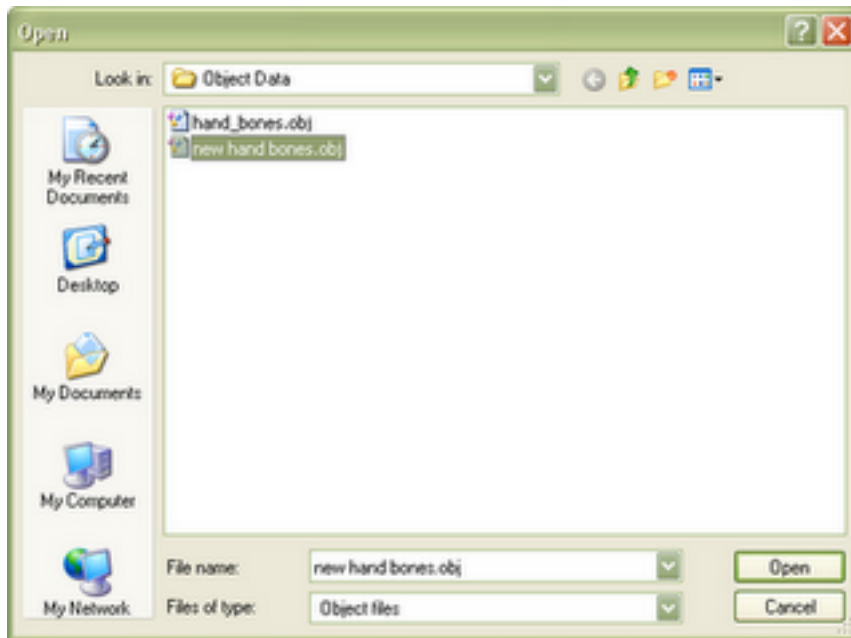 Open
Look in: Object Data
hand_bones.obj
new hand bones.obj
My Recent
Documents
Desktop
My Documents
My Computer
My Network
File name: new hand bones.obj Open
Files of type: Object files Cancel